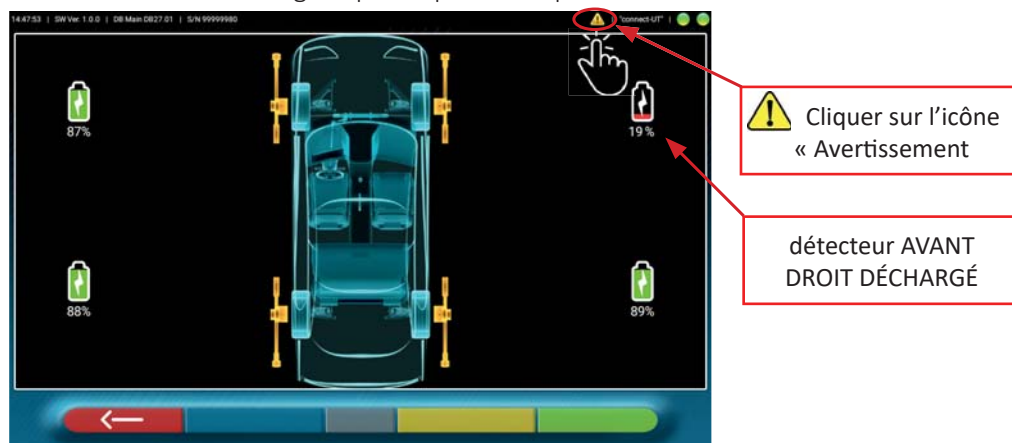 14:47:53 | SW Ver. 1.0.0 | DB Main DB27.01 | S/N 99999980
"connect-UT" |
87%
19%
88%
89%
Cliquer sur l’icône
« Avertissement
détecteur AVANT
DROIT DÉCHARGÉ